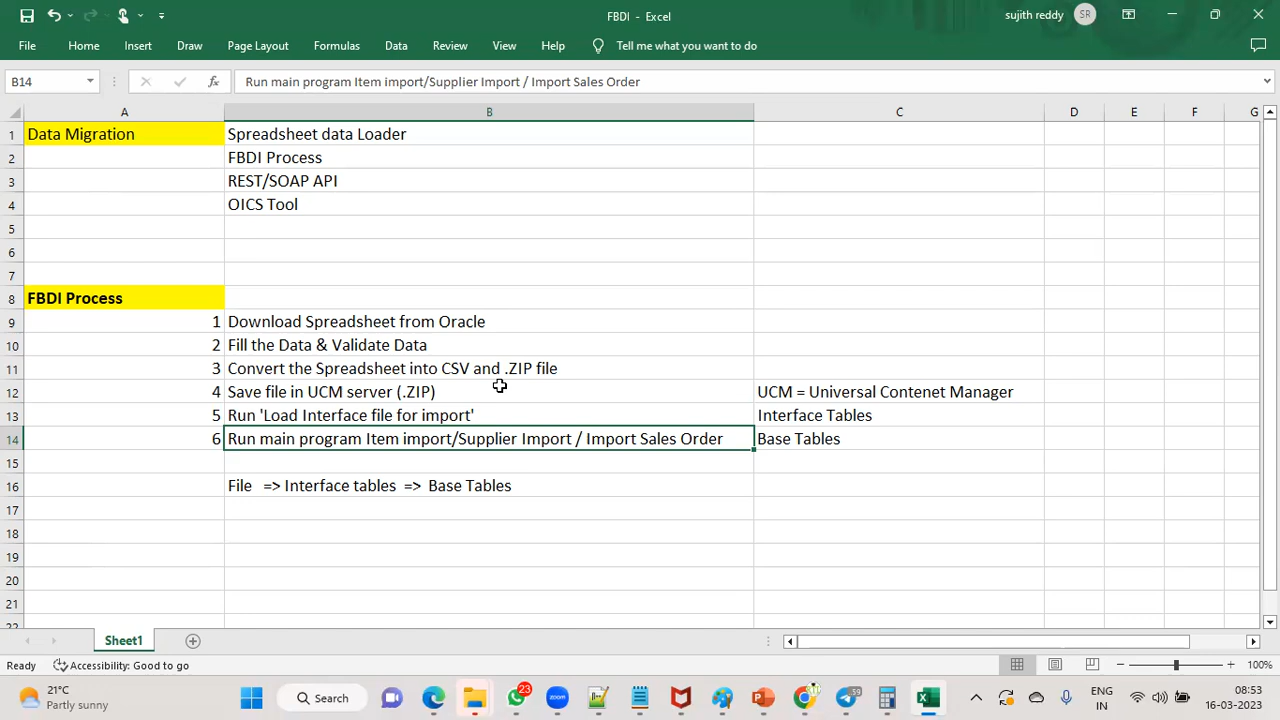 FBDI - Excel
sujith reddy SR
File Home Insert Draw Page Layout Formulas Data Review View Help Tell me what you want to do
B14 fx Run main program Item import/Supplier Import / Import Sales Order
A B C D E F G
1 Data Migration Spreadsheet data Loader
2 FBDI Process
3 REST/SOAP API
4 OICS Tool
5
6
7
8 FBDI Process
9 1 Download Spreadsheet from Oracle
10 2 Fill the Data & Validate Data
11 3 Convert the Spreadsheet into CSV and .ZIP file
12 4 Save file in UCM server (.ZIP) UCM = Universal Contenet Manager
13 5 Run 'Load Interface file for import' Interface Tables
14 6 Run main program Item import/Supplier Import / Import Sales Order Base Tables
15
16 File => Interface tables => Base Tables
17
18
19
20
21
22
Sheet1
Ready Accessibility: Good to go 100%
21°C Search 23 59 ENG 08:53
Partly sunny IN 16-03-2023